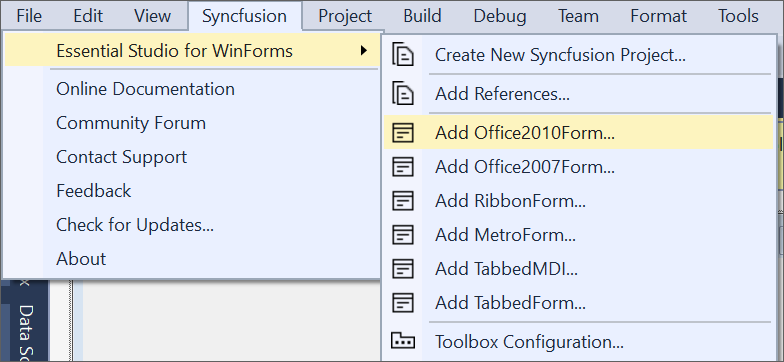 File Edit View Syncfusion Project Build Debug Team Format Tools
Essential Studio for WinForms
Online Documentation
Community Forum
Contact Support
Feedback
Check for Updates...
About
Create New Syncfusion Project...
Add References...
Add Office2010Form...
Add Office2007Form...
Add RibbonForm...
Add MetroForm...
Add TabbedMDI...
Add TabbedForm...
Toolbox Configuration...
Data